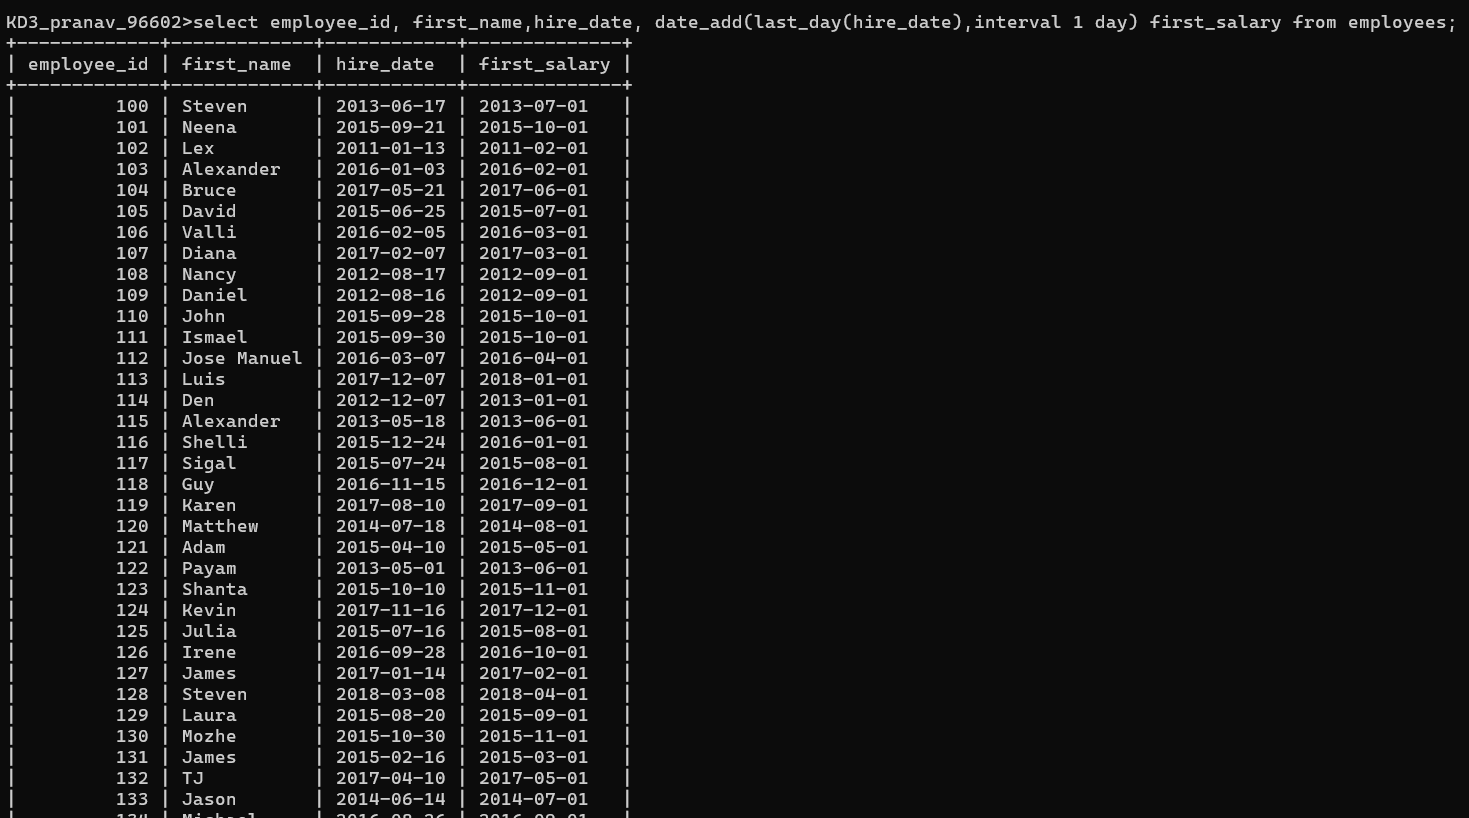 KD3_pranav_96602>select employee_id, first_name,hire_date, date_add(last_day(hire_date),interval 1 day) first_salary from employees;
+-------------+-------------+------------+--------------+
| employee_id | first_name  | hire_date  | first_salary |
+-------------+-------------+------------+--------------+
|         100 | Steven      | 2013-06-17 | 2013-07-01   |
|         101 | Neena       | 2015-09-21 | 2015-10-01   |
|         102 | Lex         | 2011-01-13 | 2011-02-01   |
|         103 | Alexander   | 2016-01-03 | 2016-02-01   |
|         104 | Bruce       | 2017-05-21 | 2017-06-01   |
|         105 | David       | 2015-06-25 | 2015-07-01   |
|         106 | Valli       | 2016-02-05 | 2016-03-01   |
|         107 | Diana       | 2017-02-07 | 2017-03-01   |
|         108 | Nancy       | 2012-08-17 | 2012-09-01   |
|         109 | Daniel      | 2012-08-16 | 2012-09-01   |
|         110 | John        | 2015-09-28 | 2015-10-01   |
|         111 | Ismael      | 2015-09-30 | 2015-10-01   |
|         112 | Jose Manuel | 2016-03-07 | 2016-04-01   |
|         113 | Luis        | 2017-12-07 | 2018-01-01   |
|         114 | Den         | 2012-12-07 | 2013-01-01   |
|         115 | Alexander   | 2013-05-18 | 2013-06-01   |
|         116 | Shelli      | 2015-12-24 | 2016-01-01   |
|         117 | Sigal       | 2015-07-24 | 2015-08-01   |
|         118 | Guy         | 2016-11-15 | 2016-12-01   |
|         119 | Karen       | 2017-08-10 | 2017-09-01   |
|         120 | Matthew     | 2014-07-18 | 2014-08-01   |
|         121 | Adam        | 2015-04-10 | 2015-05-01   |
|         122 | Payam       | 2013-05-01 | 2013-06-01   |
|         123 | Shanta      | 2015-10-10 | 2015-11-01   |
|         124 | Kevin       | 2017-11-16 | 2017-12-01   |
|         125 | Julia       | 2015-07-16 | 2015-08-01   |
|         126 | Irene       | 2016-09-28 | 2016-10-01   |
|         127 | James       | 2017-01-14 | 2017-02-01   |
|         128 | Steven      | 2018-03-08 | 2018-04-01   |
|         129 | Laura       | 2015-08-20 | 2015-09-01   |
|         130 | Mozhe       | 2015-10-30 | 2015-11-01   |
|         131 | James       | 2015-02-16 | 2015-03-01   |
|         132 | TJ          | 2017-04-10 | 2017-05-01   |
|         133 | Jason       | 2014-06-14 | 2014-07-01   |